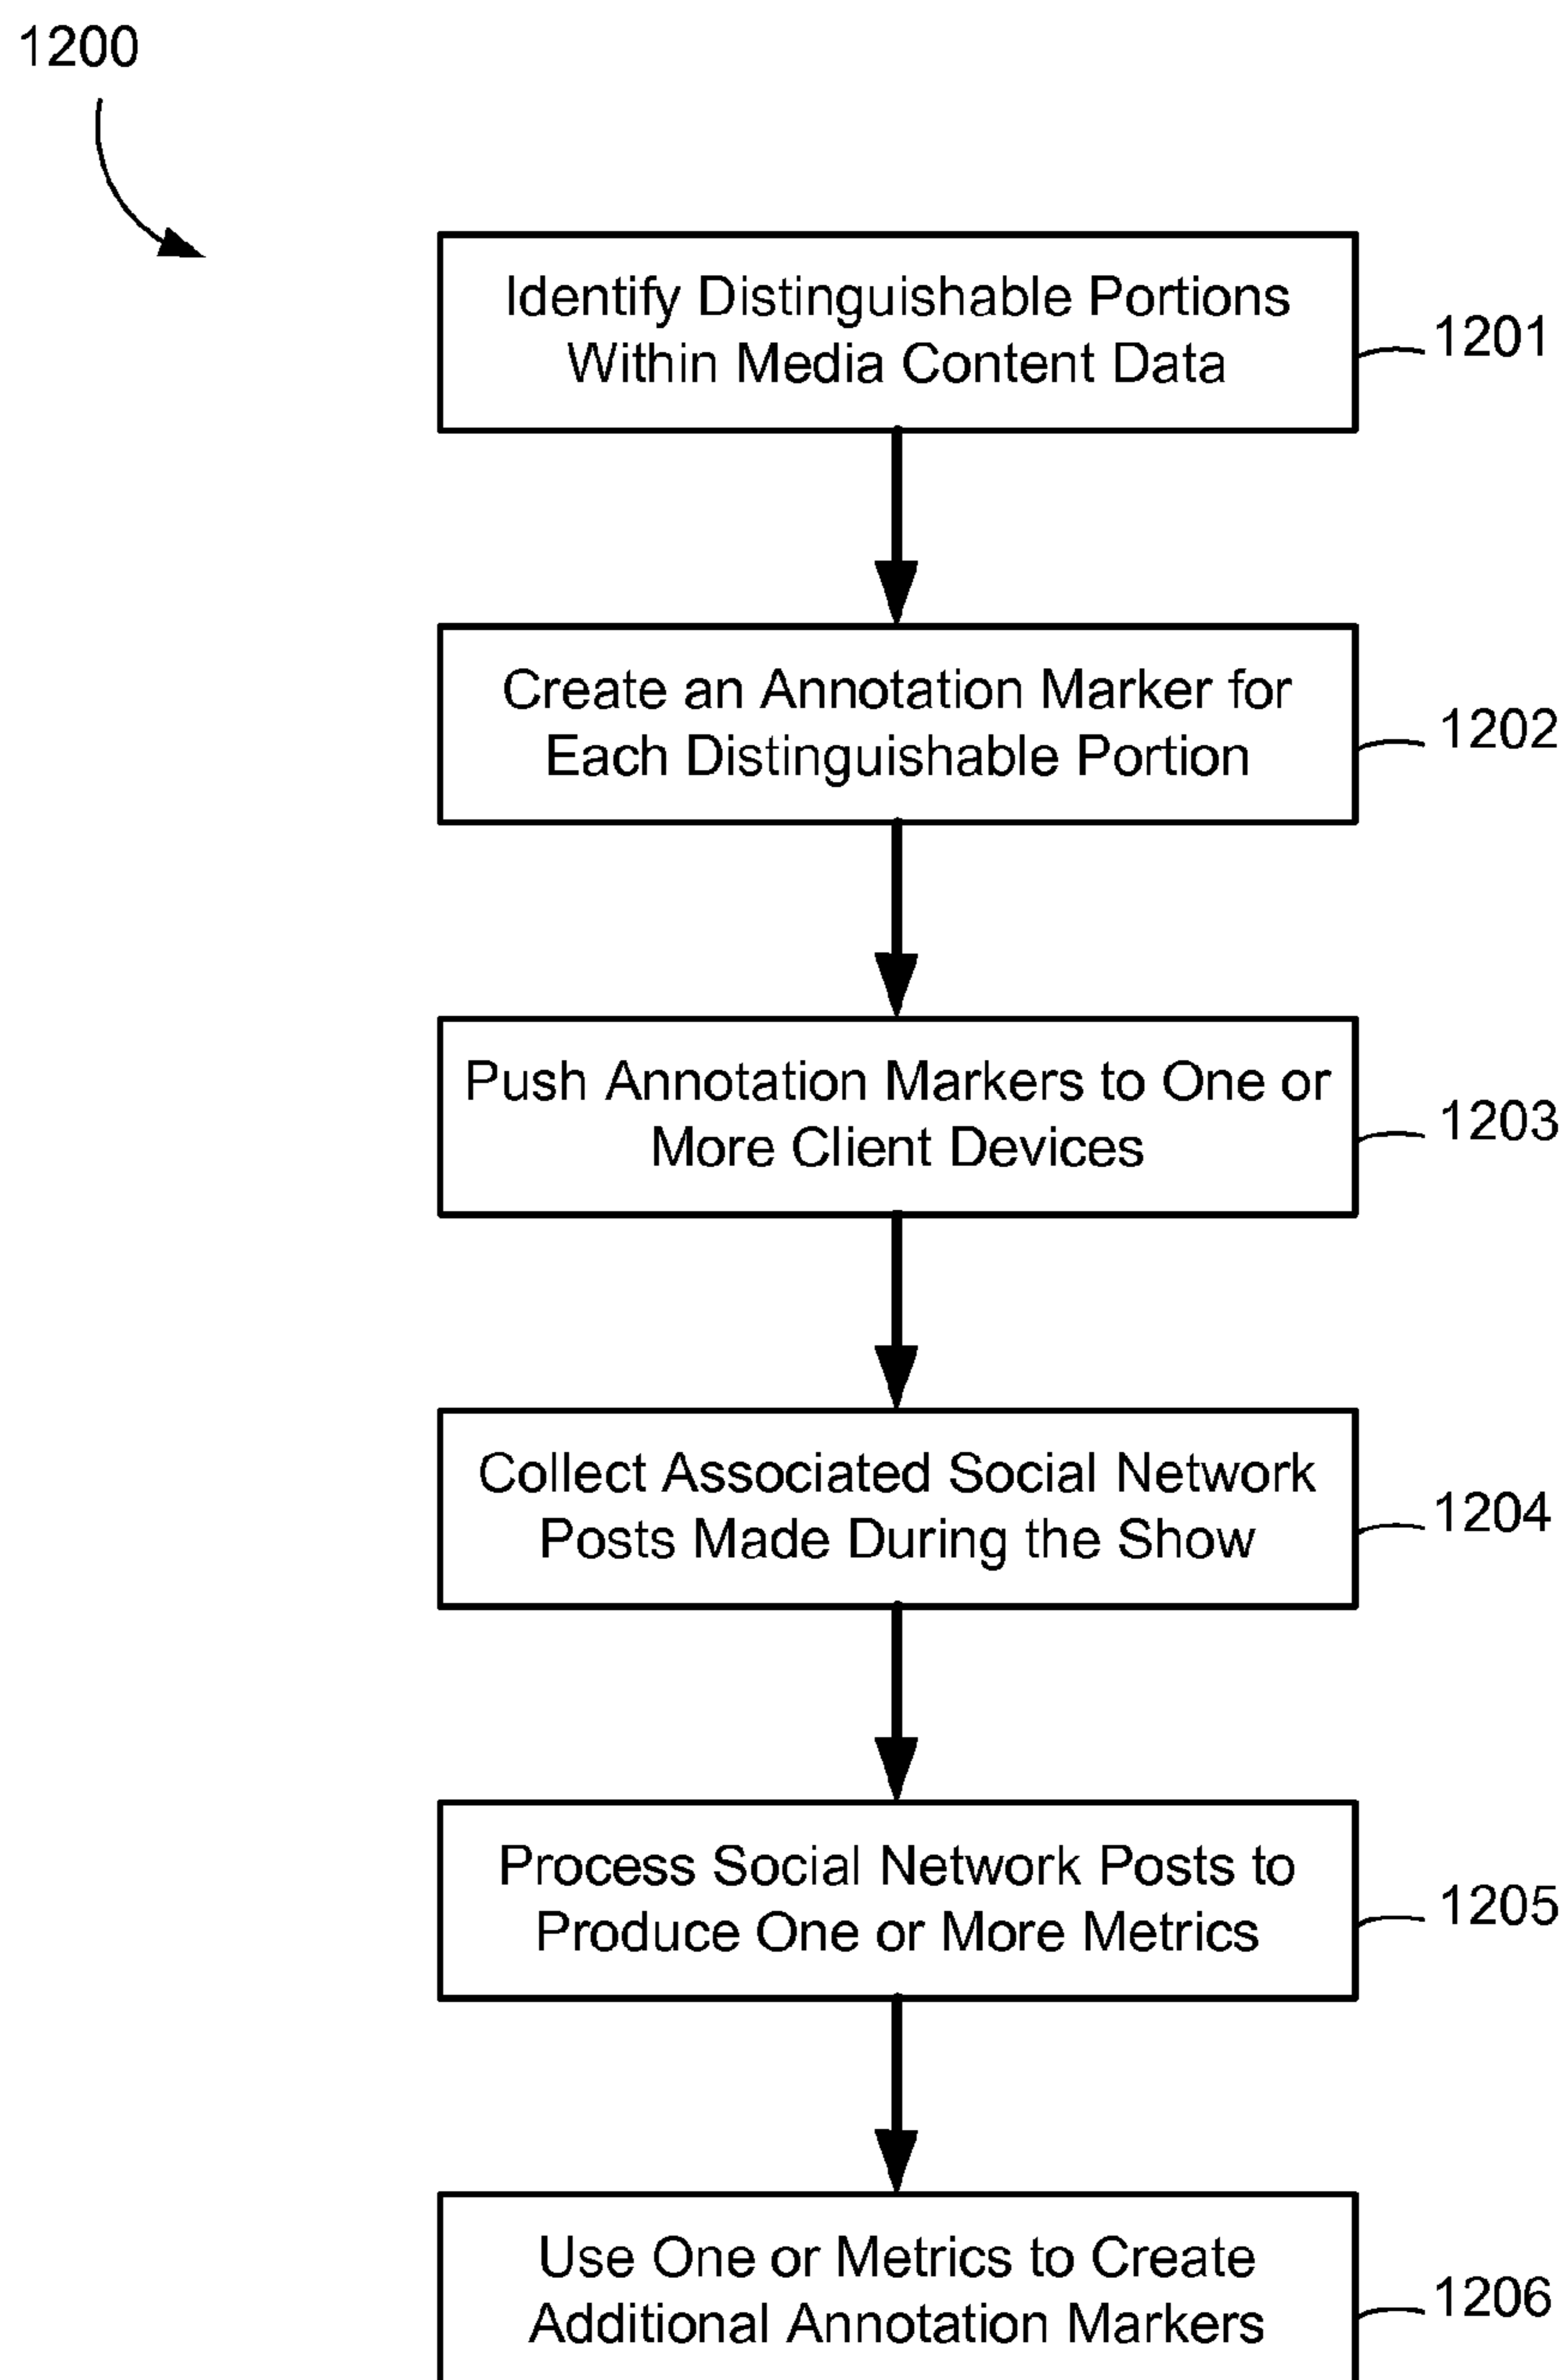 1200
Identify Distinguishable Portions
Within Media Content Data
1201
Create an Annotation Marker for
Each Distinguishable Portion
1202
Push Annotation Markers to One or
More Client Devices
1203
Collect Associated Social Network
Posts Made During the Show
1204
Process Social Network Posts to
Produce One or More Metrics
1205
Use One or Metrics to Create
Additional Annotation Markers
1206